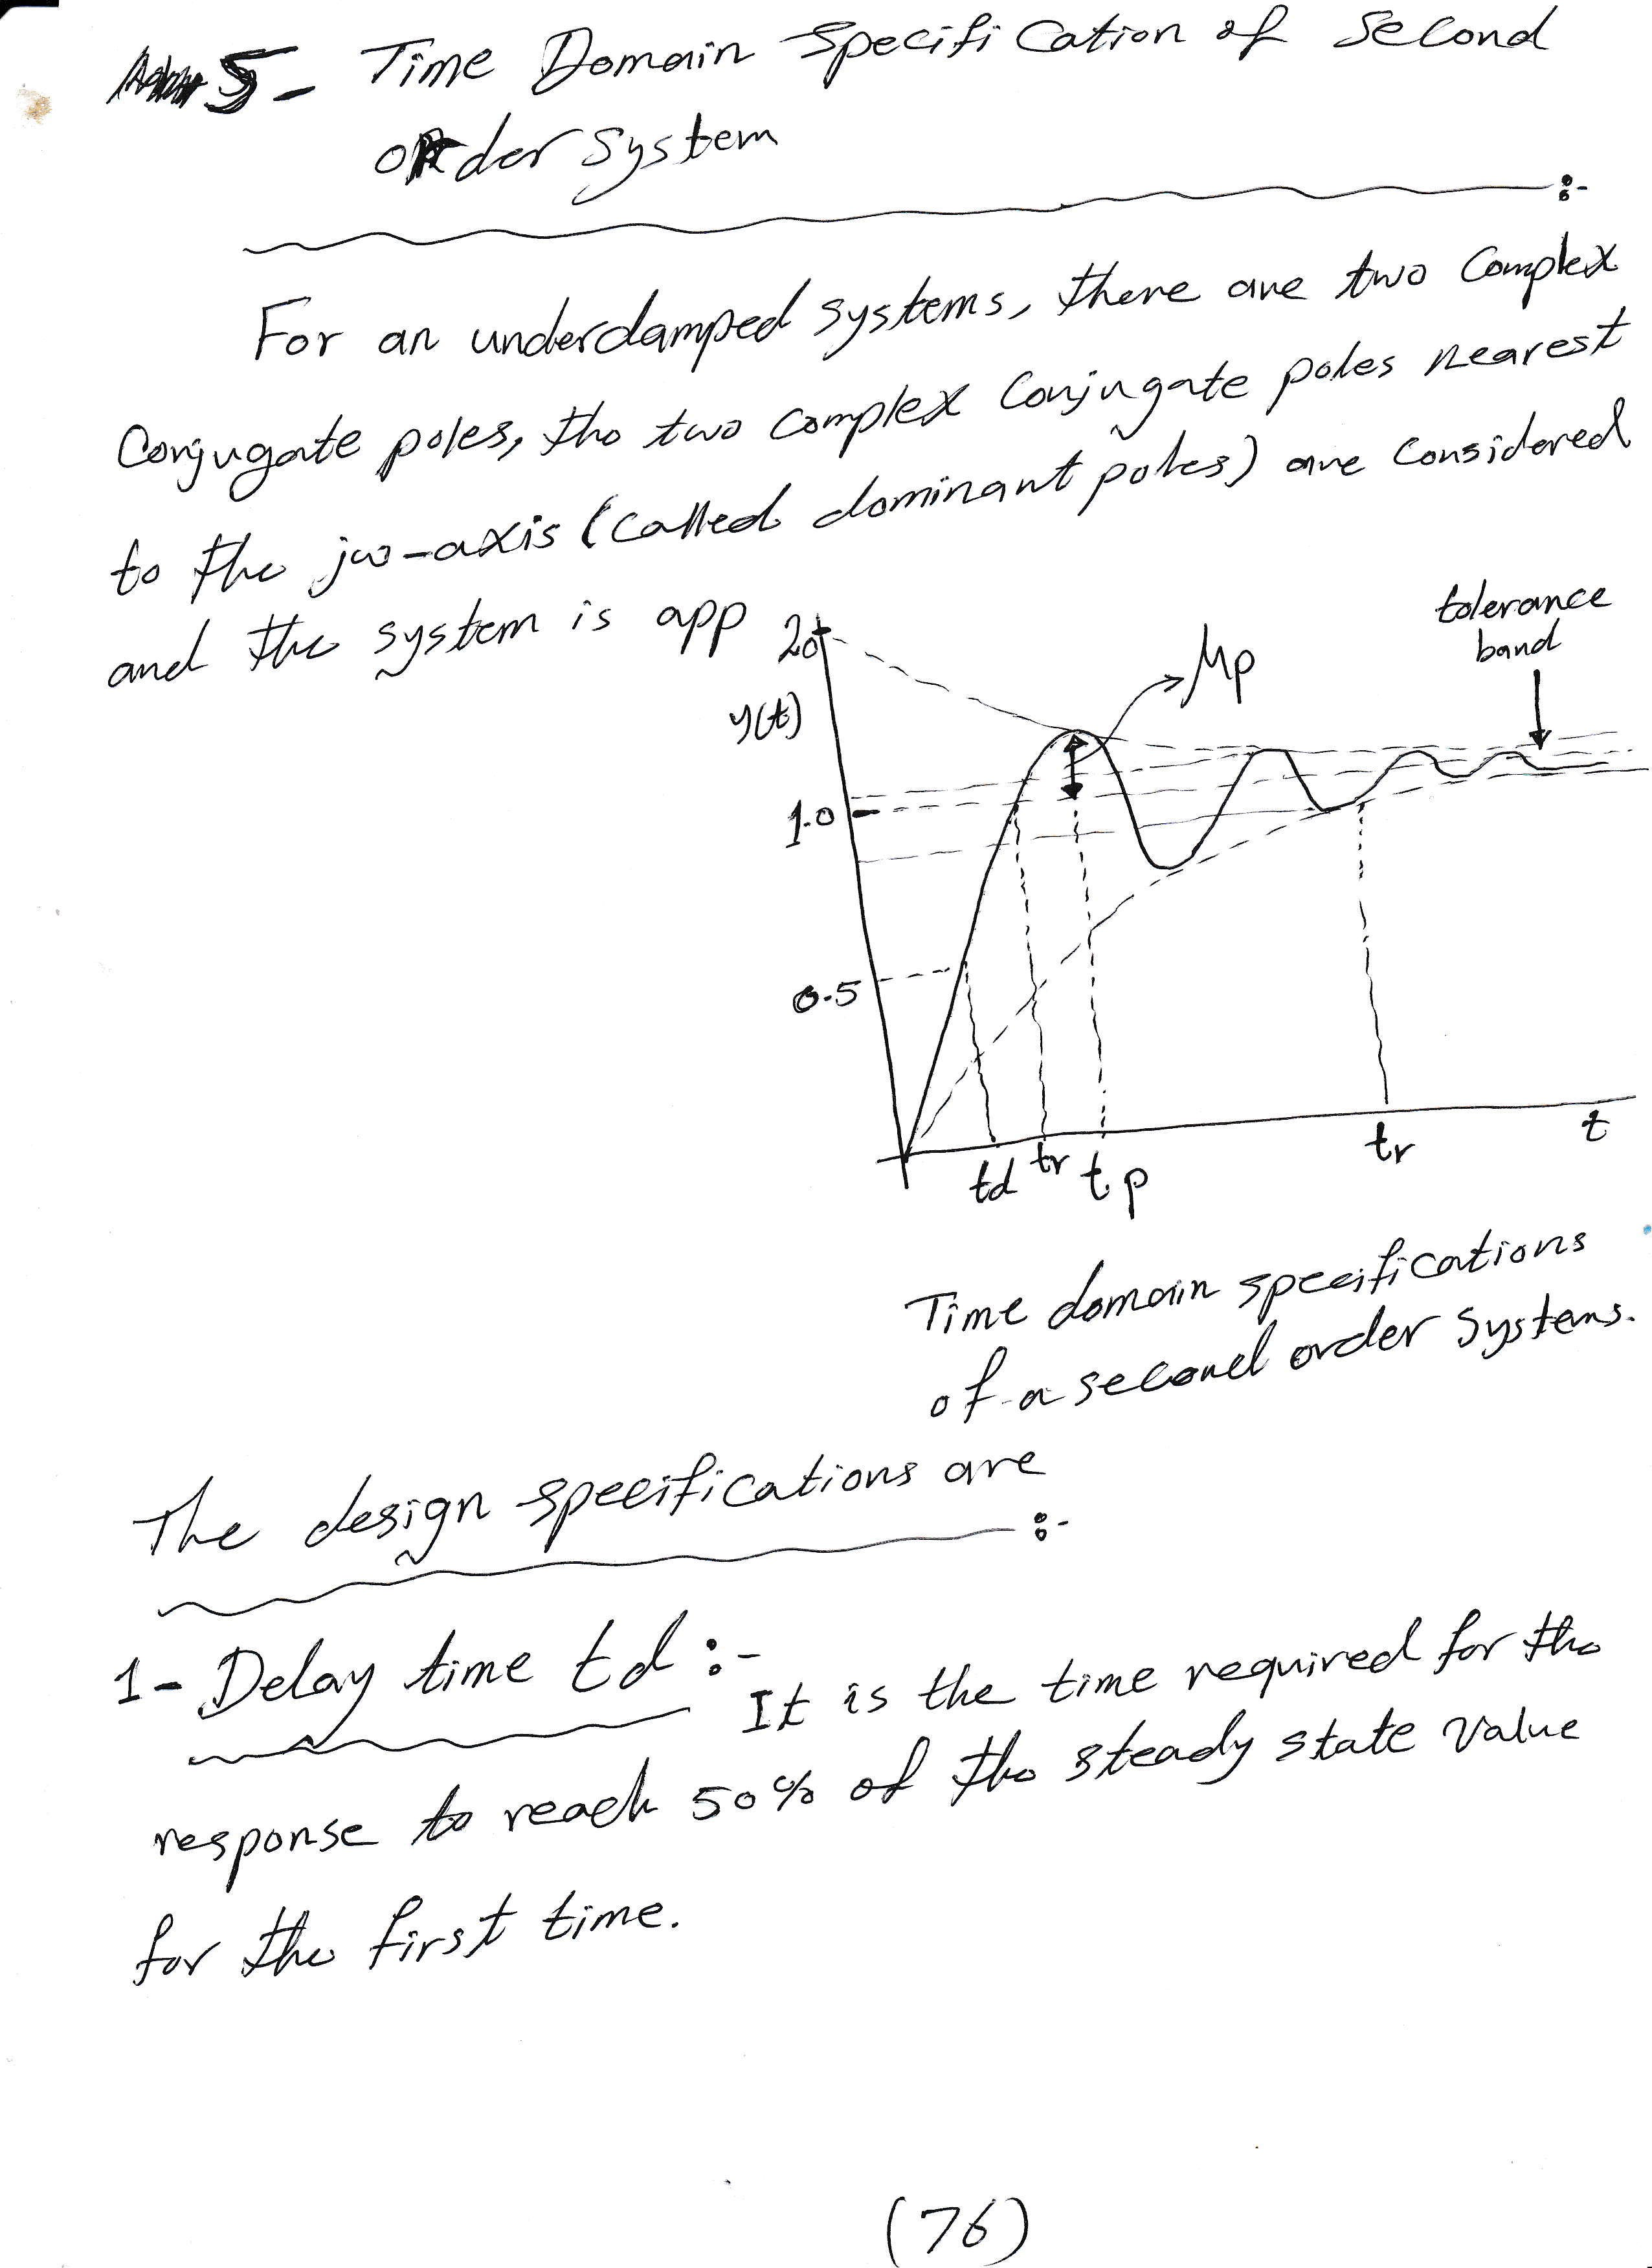 5- Time Domain Specification of Second
order System :-
For an underdamped systems, there are two Complex
Conjugate poles, the two complex Conjugate poles nearest
to the jω-axis (called dominant poles) are Considered
and the system is app
tolerance
band
2.0
Mp
y(t)
1.0
0.5
td tr tp tr t
Time domain specifications
of a second order Systems.
The design specifications are :-
1- Delay time td :- It is the time required for the
response to reach 50% of the steady state value
for the first time.
(76)